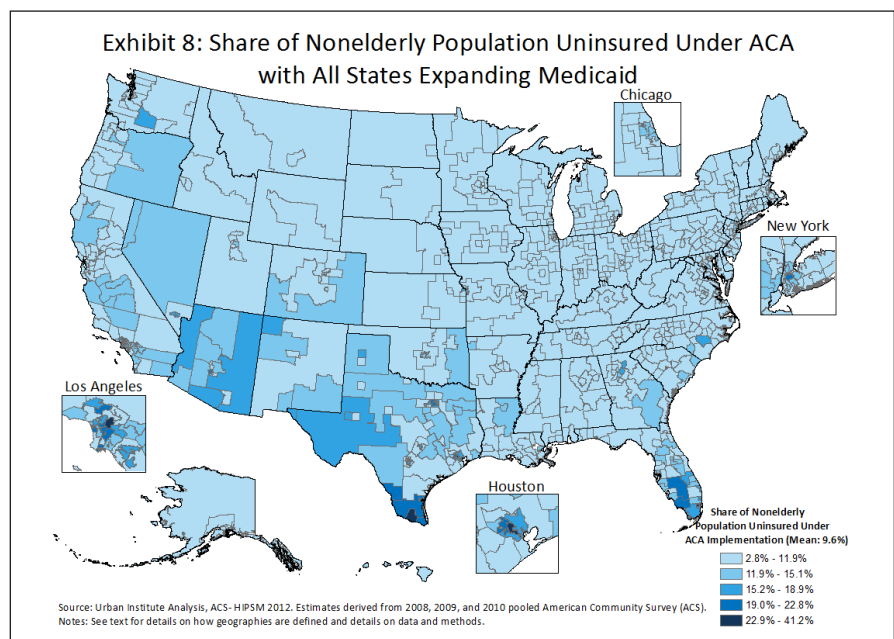 Exhibit 8: Share of Nonelderly Population Uninsured Under ACA
with All States Expanding Medicaid
Chicago
New York
Los Angeles
Houston
Share of Nonelderly
Population Uninsured Under
ACA Implementation (Mean: 9.6%)
2.8% - 11.9%
11.9% - 15.1%
15.2% - 18.9%
19.0% - 22.8%
22.9% - 41.2%
Source: Urban Institute Analysis, ACS- HIPSM 2012. Estimates derived from 2008, 2009, and 2010 pooled American Community Survey (ACS).
Notes: See text for details on how geographies are defined and details on data and methods.